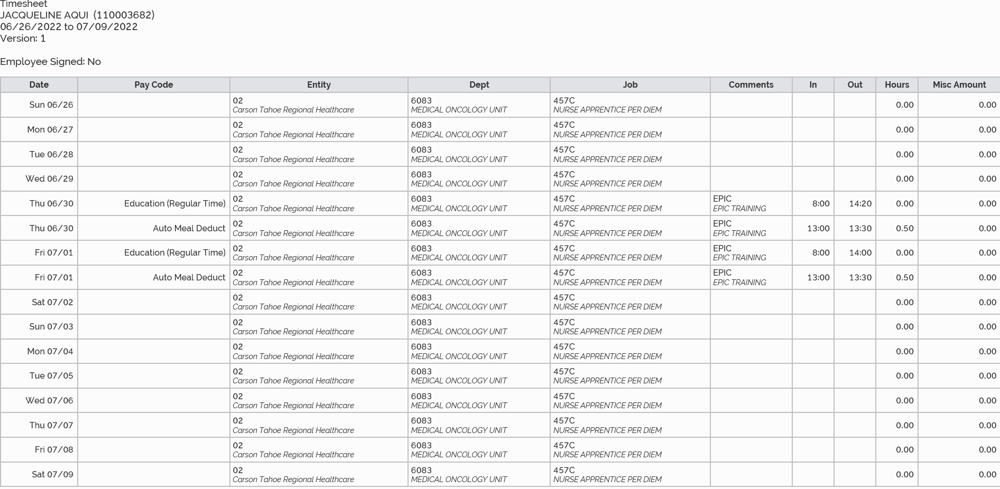 Timesheet
JACQUELINE AQUI (110003682)
06/26/2022 to 07/09/2022
Version: 1
Employee Signed: No
Date Pay Code Entity Dept Job Comments In Out Hours Misc Amount
Sun 06/26 02 6083 457C 0.00 0.00
Carson Tahoe Regional Healthcare MEDICAL ONCOLOGY UNIT NURSE APPRENTICE PER DIEM
Mon 06/27 02 6083 457C 0.00 0.00
Carson Tahoe Regional Healthcare MEDICAL ONCOLOGY UNIT NURSE APPRENTICE PER DIEM
Tue 06/28 02 6083 457C 0.00 0.00
Carson Tahoe Regional Healthcare MEDICAL ONCOLOGY UNIT NURSE APPRENTICE PER DIEM
Wed 06/29 02 6083 457C 0.00 0.00
Carson Tahoe Regional Healthcare MEDICAL ONCOLOGY UNIT NURSE APPRENTICE PER DIEM
Thu 06/30 Education (Regular Time) 02 6083 457C EPIC 8:00 14:20 0.00 0.00
Carson Tahoe Regional Healthcare MEDICAL ONCOLOGY UNIT NURSE APPRENTICE PER DIEM EPIC TRAINING
Thu 06/30 Auto Meal Deduct 02 6083 457C EPIC 13:00 13:30 0.50 0.00
Carson Tahoe Regional Healthcare MEDICAL ONCOLOGY UNIT NURSE APPRENTICE PER DIEM EPIC TRAINING
Fri 07/01 Education (Regular Time) 02 6083 457C EPIC 8:00 14:00 0.00 0.00
Carson Tahoe Regional Healthcare MEDICAL ONCOLOGY UNIT NURSE APPRENTICE PER DIEM EPIC TRAINING
Fri 07/01 Auto Meal Deduct 02 6083 457C EPIC 13:00 13:30 0.50 0.00
Carson Tahoe Regional Healthcare MEDICAL ONCOLOGY UNIT NURSE APPRENTICE PER DIEM EPIC TRAINING
Sat 07/02 02 6083 457C 0.00 0.00
Carson Tahoe Regional Healthcare MEDICAL ONCOLOGY UNIT NURSE APPRENTICE PER DIEM
Sun 07/03 02 6083 457C 0.00 0.00
Carson Tahoe Regional Healthcare MEDICAL ONCOLOGY UNIT NURSE APPRENTICE PER DIEM
Mon 07/04 02 6083 457C 0.00 0.00
Carson Tahoe Regional Healthcare MEDICAL ONCOLOGY UNIT NURSE APPRENTICE PER DIEM
Tue 07/05 02 6083 457C 0.00 0.00
Carson Tahoe Regional Healthcare MEDICAL ONCOLOGY UNIT NURSE APPRENTICE PER DIEM
Wed 07/06 02 6083 457C 0.00 0.00
Carson Tahoe Regional Healthcare MEDICAL ONCOLOGY UNIT NURSE APPRENTICE PER DIEM
Thu 07/07 02 6083 457C 0.00 0.00
Carson Tahoe Regional Healthcare MEDICAL ONCOLOGY UNIT NURSE APPRENTICE PER DIEM
Fri 07/08 02 6083 457C 0.00 0.00
Carson Tahoe Regional Healthcare MEDICAL ONCOLOGY UNIT NURSE APPRENTICE PER DIEM
Sat 07/09 02 6083 457C 0.00 0.00
Carson Tahoe Regional Healthcare MEDICAL ONCOLOGY UNIT NURSE APPRENTICE PER DIEM